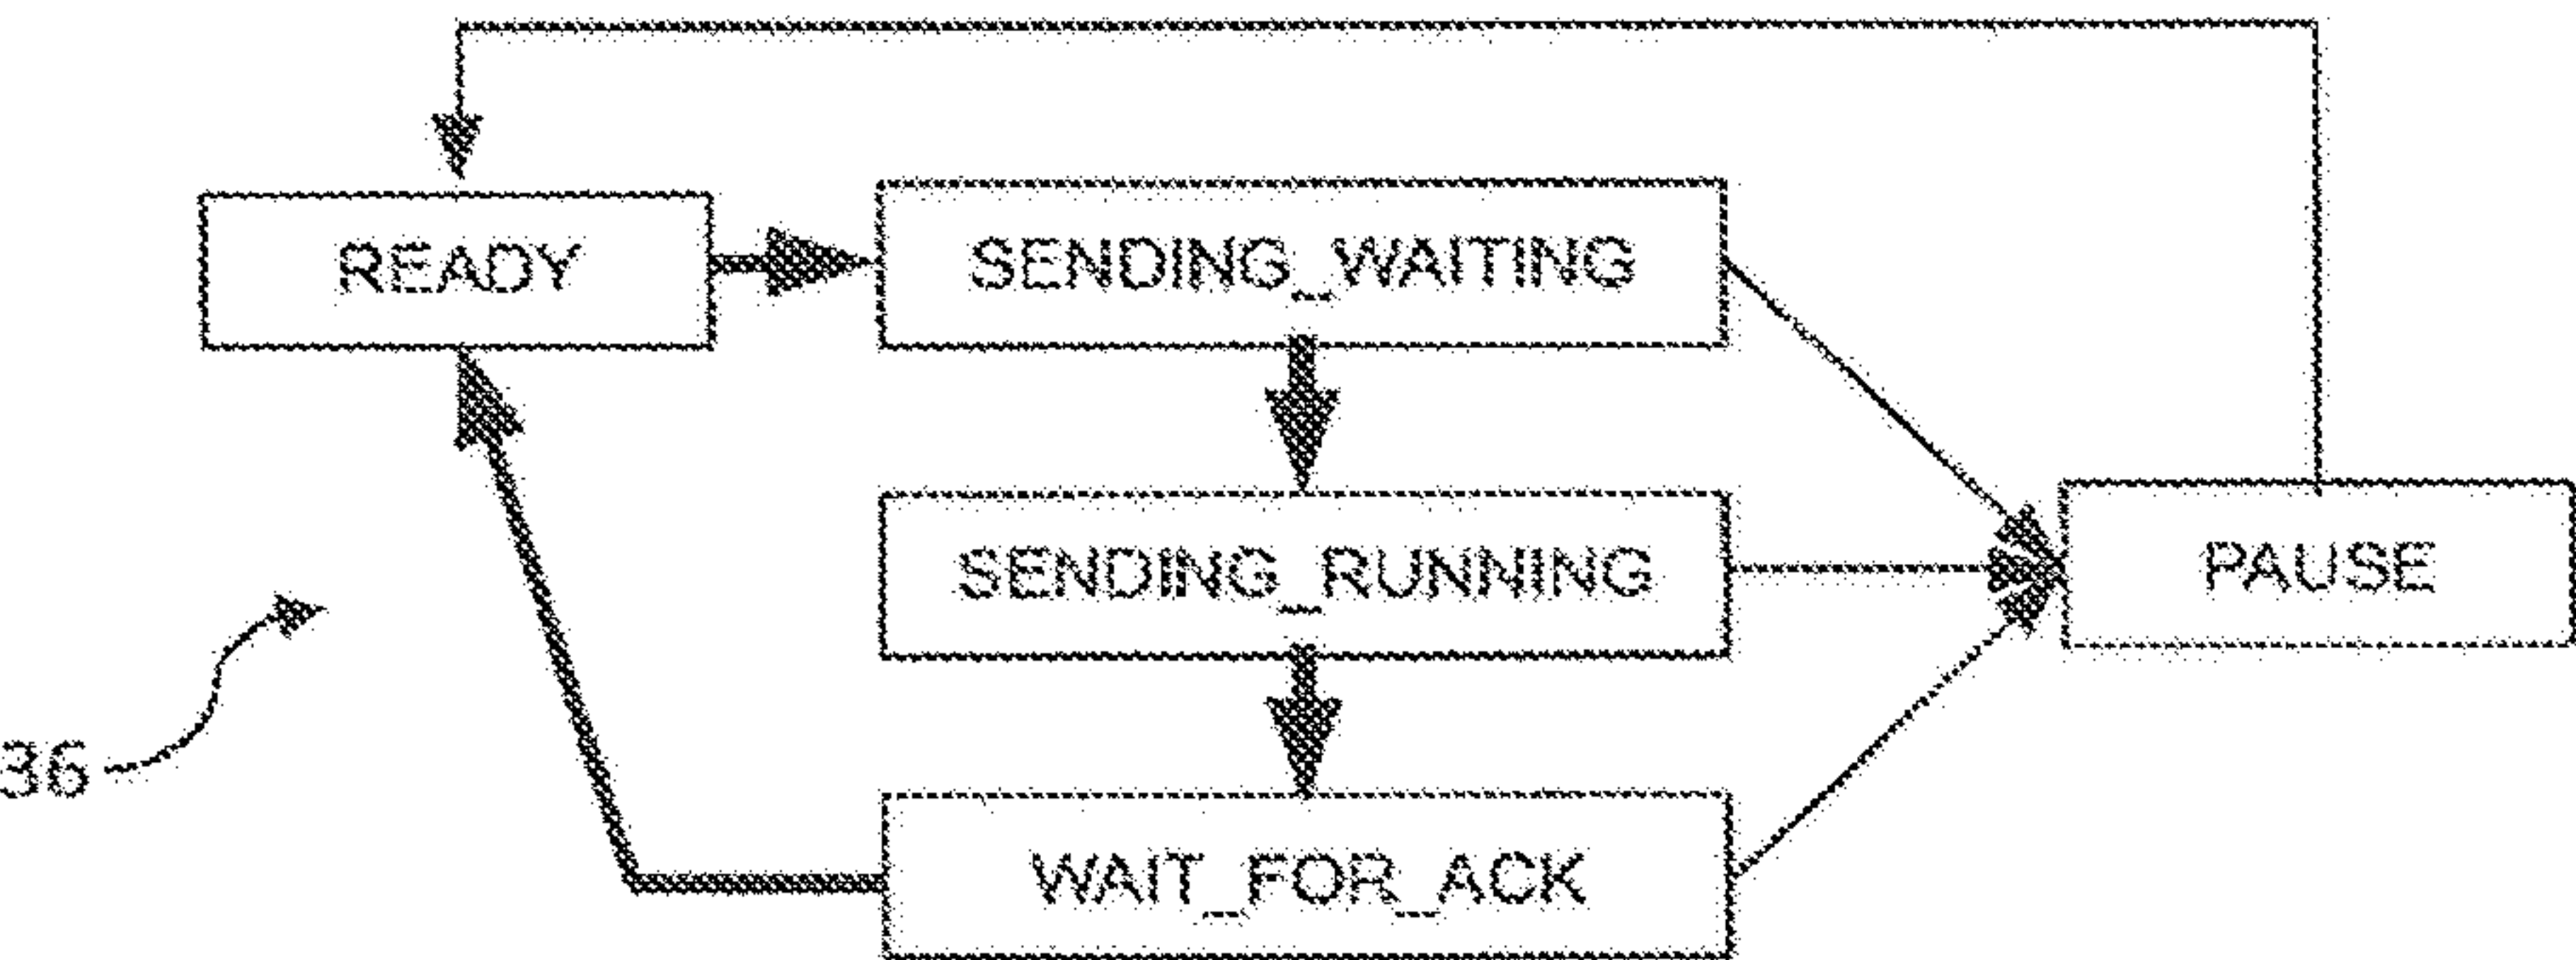 READY
SENDING_WAITING
SENDING_RUNNING
PAUSE
36
WAIT_FOR_ACK